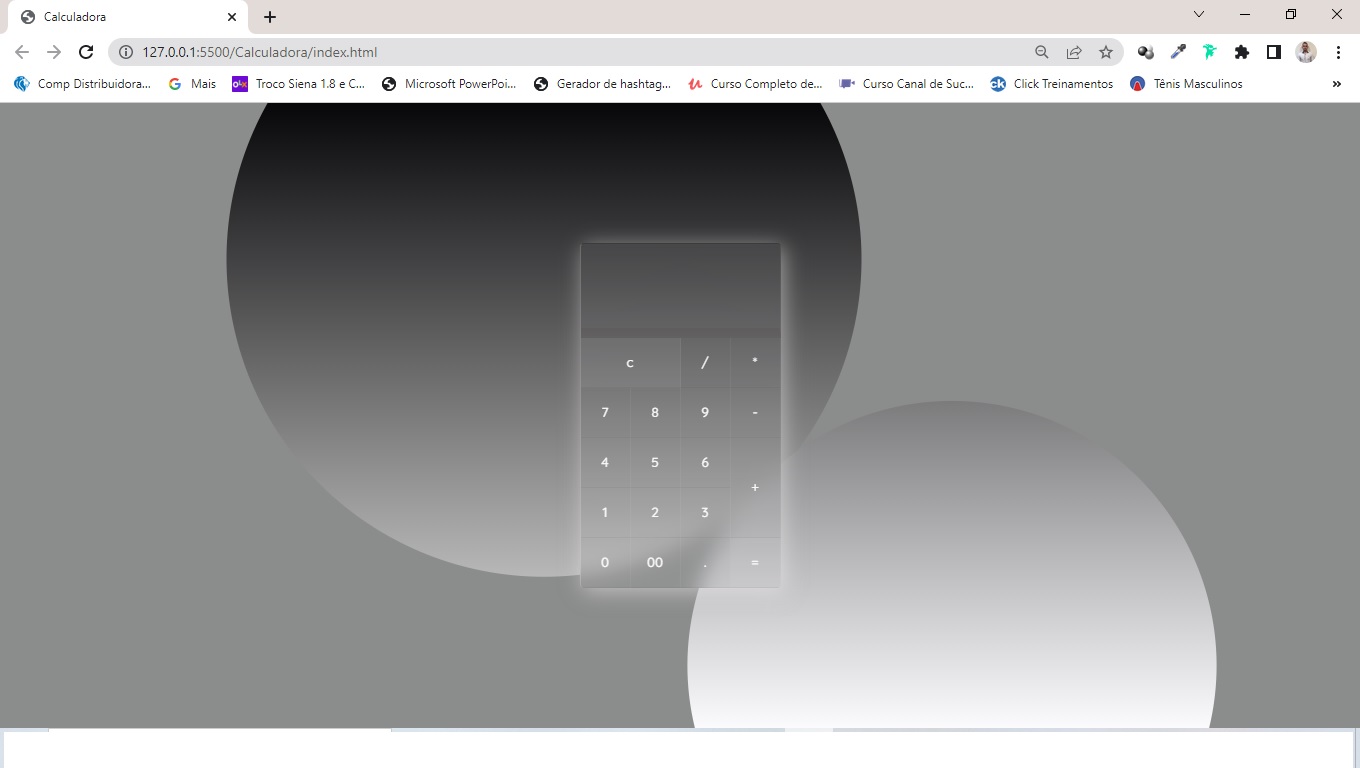 Calculadora
127.0.0.1:5500/Calculadora/index.html
Comp Distribuidora... Mais olx Troco Siena 1.8 e C... Microsoft PowerPoi... Gerador de hashtag... Curso Completo de... Curso Canal de Suc... ck Click Treinamentos Tênis Masculinos »
c / *
7 8 9 -
4 5 6
+
1 2 3
0 00 . =